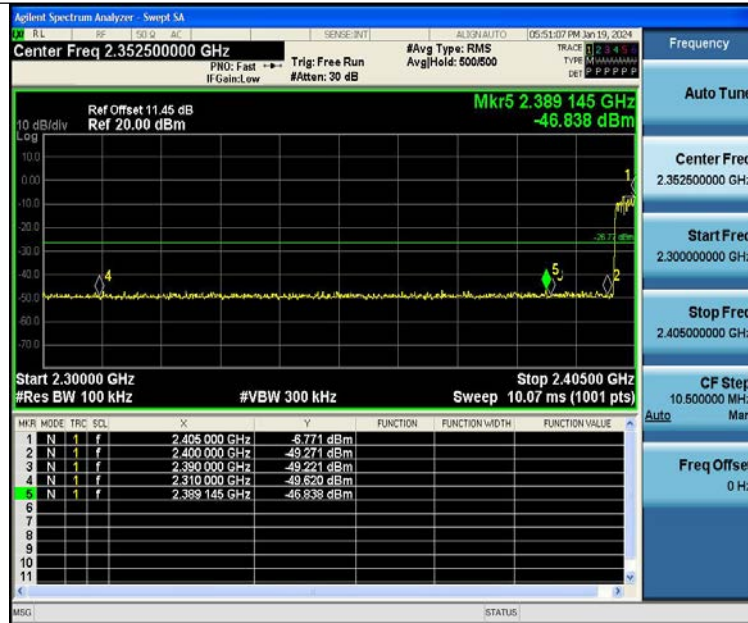 Agilent Spectrum Analyzer - Swept SA
RL RF 50 Ω AC SENSE:INT ALIGNAUTO 05:51:07 PM Jan 19, 2024
Center Freq 2.352500000 GHz
PNO: Fast
IFGain:Low
Trig: Free Run
#Atten: 30 dB
#Avg Type: RMS
Avg|Hold: 500/500
TRACE 1 2 3 4 5 6
TYPE M
DET P P P P P P
Ref Offset 11.45 dB
10 dB/div Ref 20.00 dBm
Log
Mkr5 2.389 145 GHz
-46.838 dBm
10.0
0.00
-10.0
-20.0
-30.0
-40.0
-50.0
-60.0
-70.0
1
-26.77 dBm
4
5
2
Start 2.30000 GHz Stop 2.40500 GHz
#Res BW 100 kHz #VBW 300 kHz Sweep 10.07 ms (1001 pts)
MKR MODE TRC SCL X Y FUNCTION FUNCTION WIDTH FUNCTION VALUE
1 N 1 f 2.405 000 GHz -6.771 dBm
2 N 1 f 2.400 000 GHz -49.271 dBm
3 N 1 f 2.390 000 GHz -49.221 dBm
4 N 1 f 2.310 000 GHz -49.620 dBm
5 N 1 f 2.389 145 GHz -46.838 dBm
6
7
8
9
10
11
MSG STATUS
Frequency
Auto Tune
Center Freq
2.352500000 GHz
Start Freq
2.300000000 GHz
Stop Freq
2.405000000 GHz
CF Step
10.500000 MHz
Auto Man
Freq Offset
0 Hz